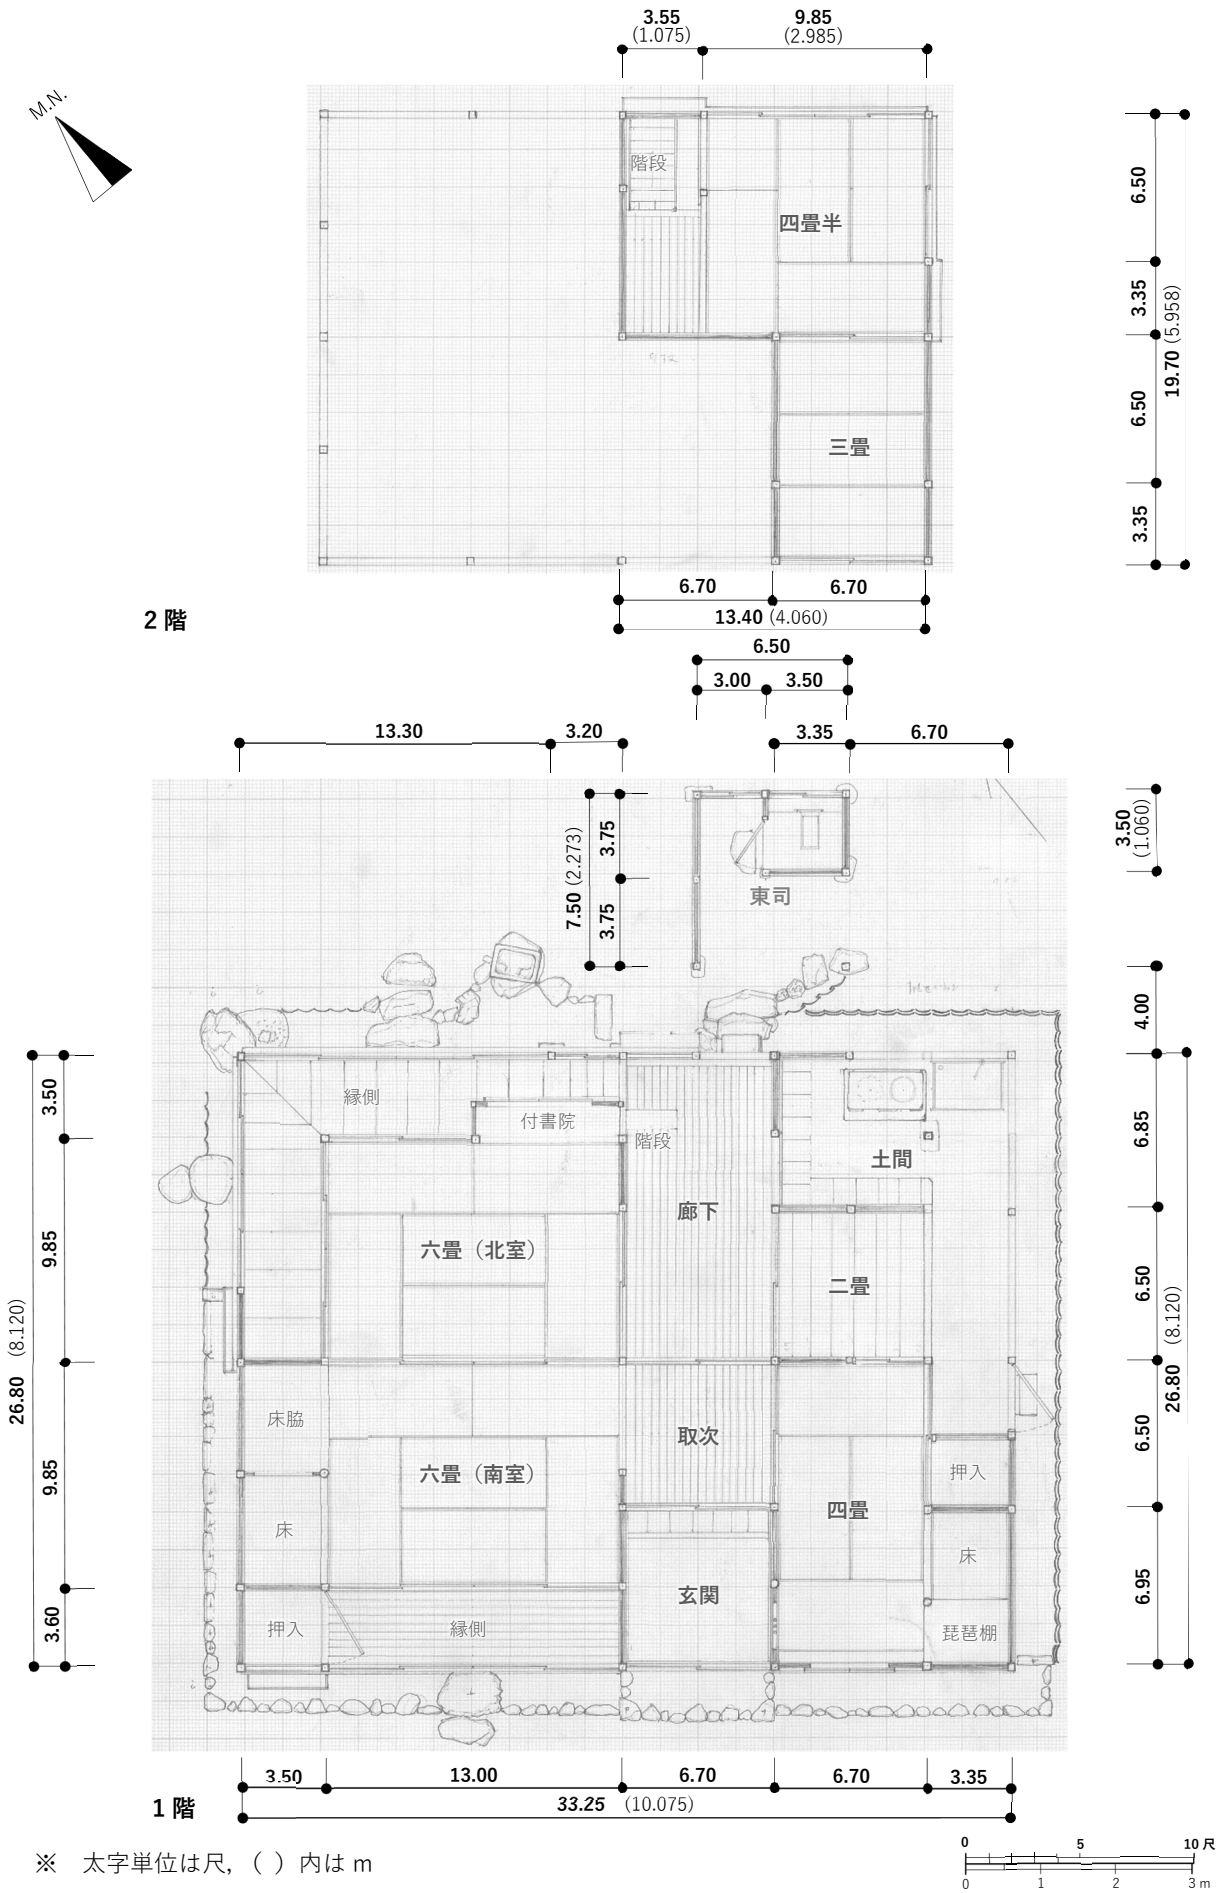 3.55
(1.075)
9.85
(2.985)
M.N.
階段
四畳半
三畳
6.50
3.35
6.50
3.35
19.70 (5.958)
6.70
6.70
13.40 (4.060)
2 階
6.50
3.00
3.50
13.30
3.20
3.35
6.70
3.75
3.75
7.50 (2.273)
東司
3.50
(1.060)
4.00
3.50
9.85
9.85
3.60
26.80 (8.120)
縁側
付書院
階段
廊下
土間
六畳（北室）
二畳
床脇
取次
六畳（南室）
押入
床
四畳
床
玄関
押入
縁側
琵琶棚
6.85
6.50
6.50
6.95
26.80 (8.120)
3.50
13.00
6.70
6.70
3.35
33.25 (10.075)
1 階
※ 太字単位は尺, （ ）内は m
0 5 10 尺
0 1 2 3 m